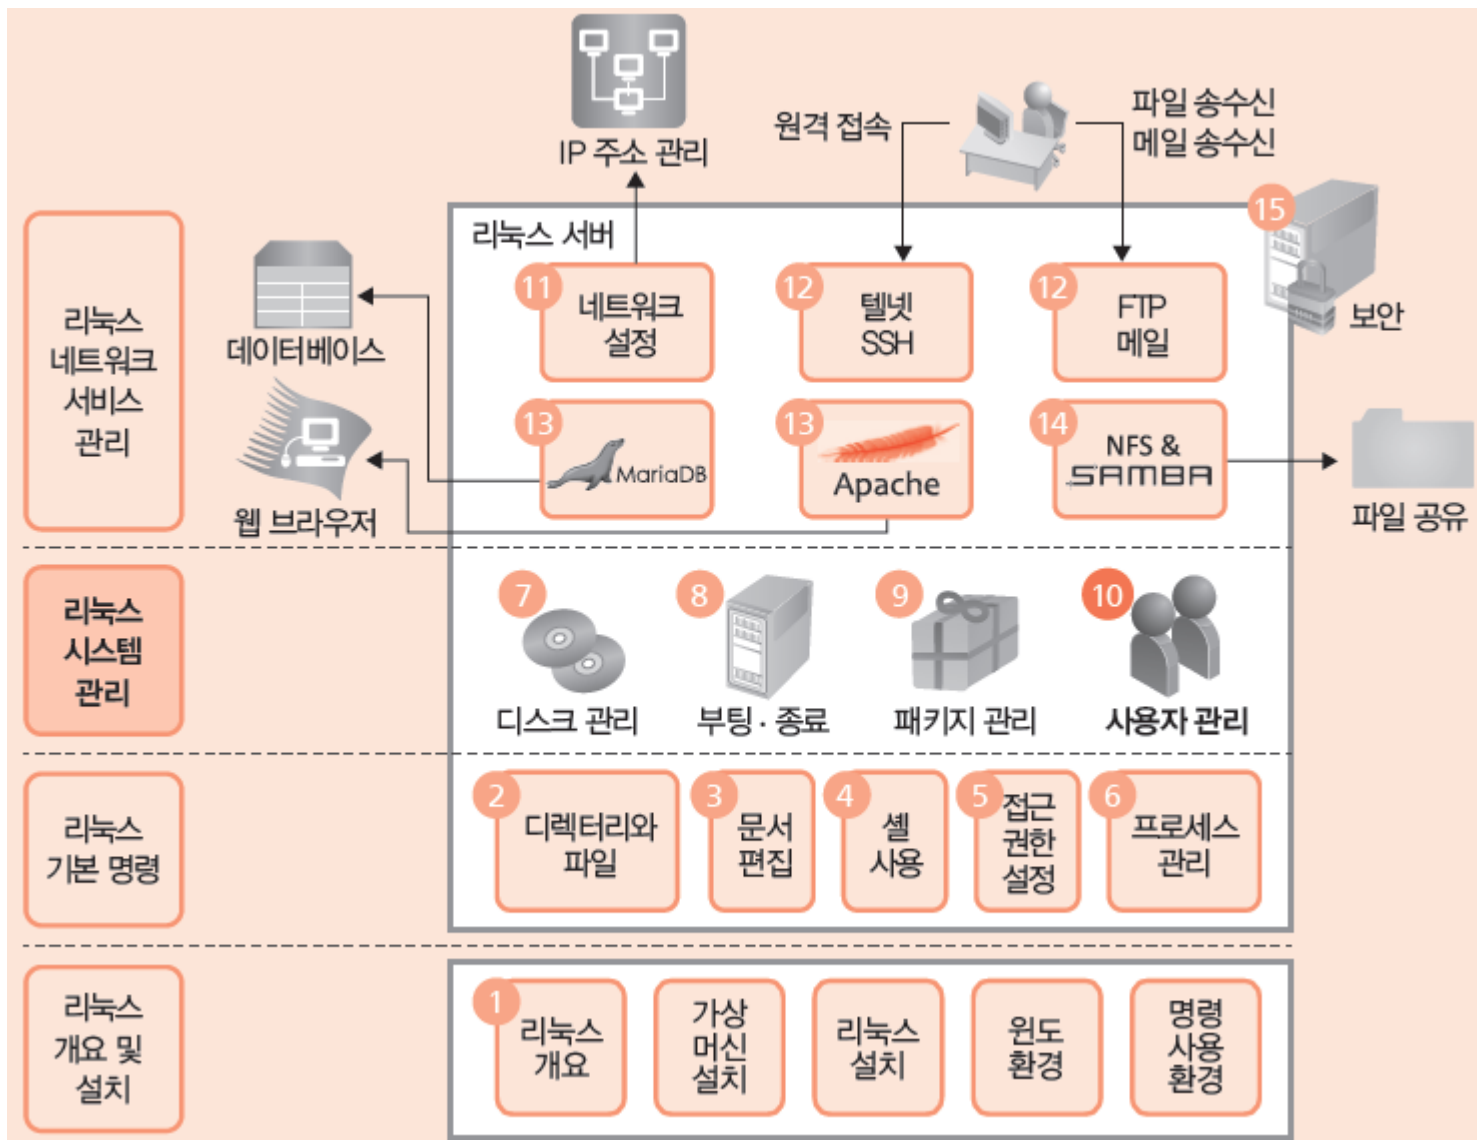 IP 주소 관리
원격 접속
파일 송수신
메일 송수신
15
보안
리눅스
네트워크
서비스
관리
데이터베이스
웹 브라우저
리눅스 서버
11
네트워크
설정
12
텔넷
SSH
12
FTP
메일
13
MariaDB
13
Apache
14
NFS &
SAMBA
파일 공유
리눅스
시스템
관리
7
디스크 관리
8
부팅 · 종료
9
패키지 관리
10
사용자 관리
리눅스
기본 명령
2
디렉터리와
파일
3
문서
편집
4
셸
사용
5
접근
권한
설정
6
프로세스
관리
리눅스
개요 및
설치
1
리눅스
개요
가상
머신
설치
리눅스
설치
윈도
환경
명령
사용
환경